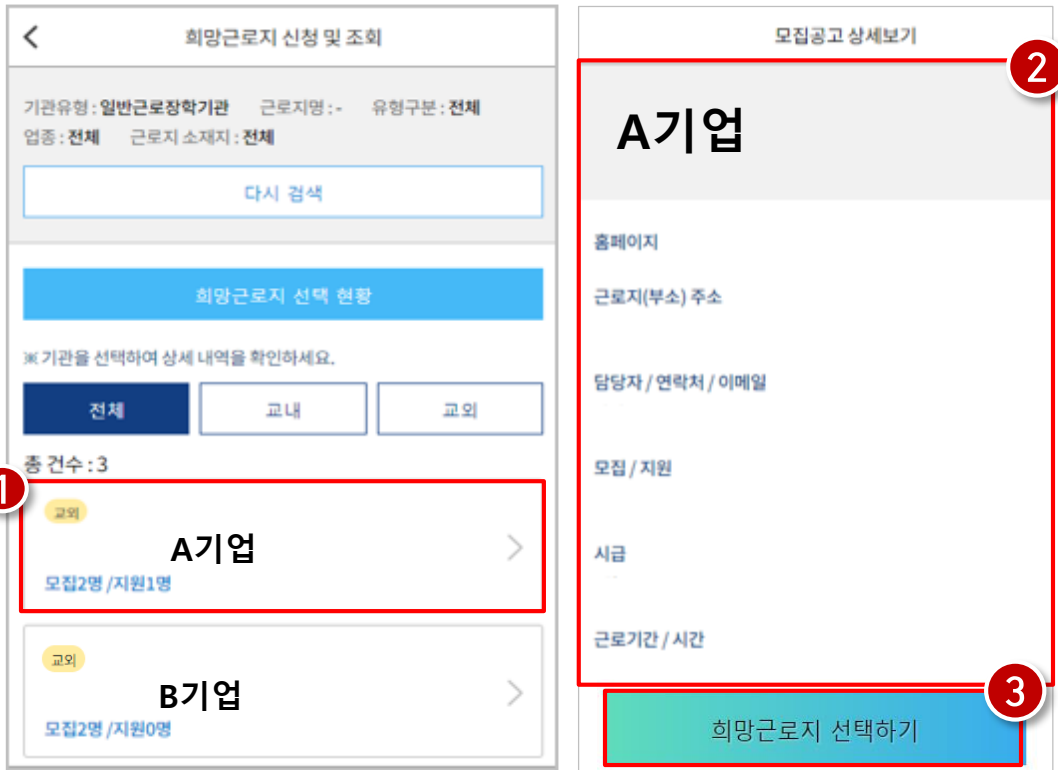 희망근로지 신청 및 조회
기관유형 : 일반근로장학기관 근로지명 : - 유형구분 : 전체
업종 : 전체 근로지 소재지 : 전체
다시 검색
희망근로지 선택 현황
※ 기관을 선택하여 상세 내역을 확인하세요.
전체 교내 교외
총 건수 : 3
1
교외
A기업
모집2명 /지원1명
교외
B기업
모집2명 /지원0명
모집공고 상세보기
2
A기업
홈페이지
근로지(부소) 주소
담당자 / 연락처 / 이메일
모집 / 지원
시급
근로기간 / 시간
3
희망근로지 선택하기